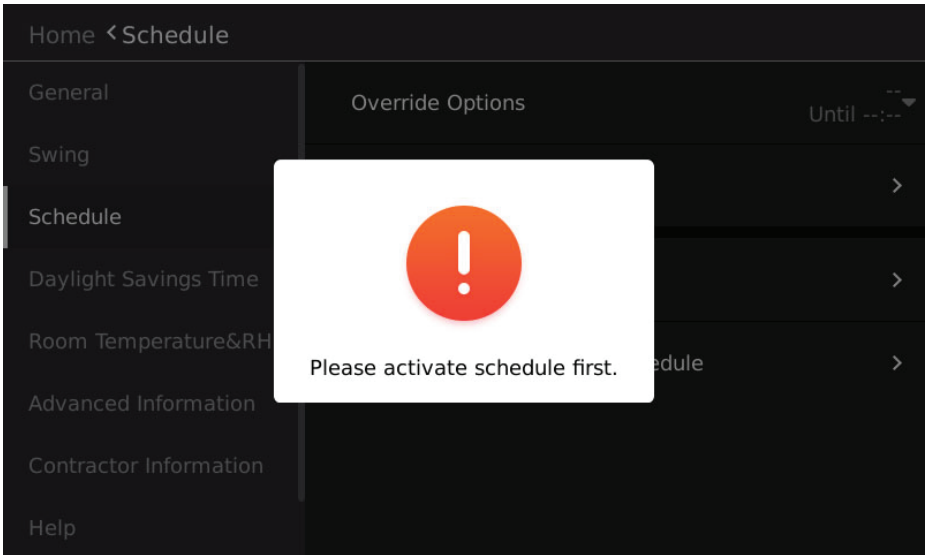 Home Schedule
General
Swing
Schedule
Daylight Savings Time
Room Temperature&RH
Advanced Information
Contractor Information
Help
Override Options
--
Until --:--
Please activate schedule first.